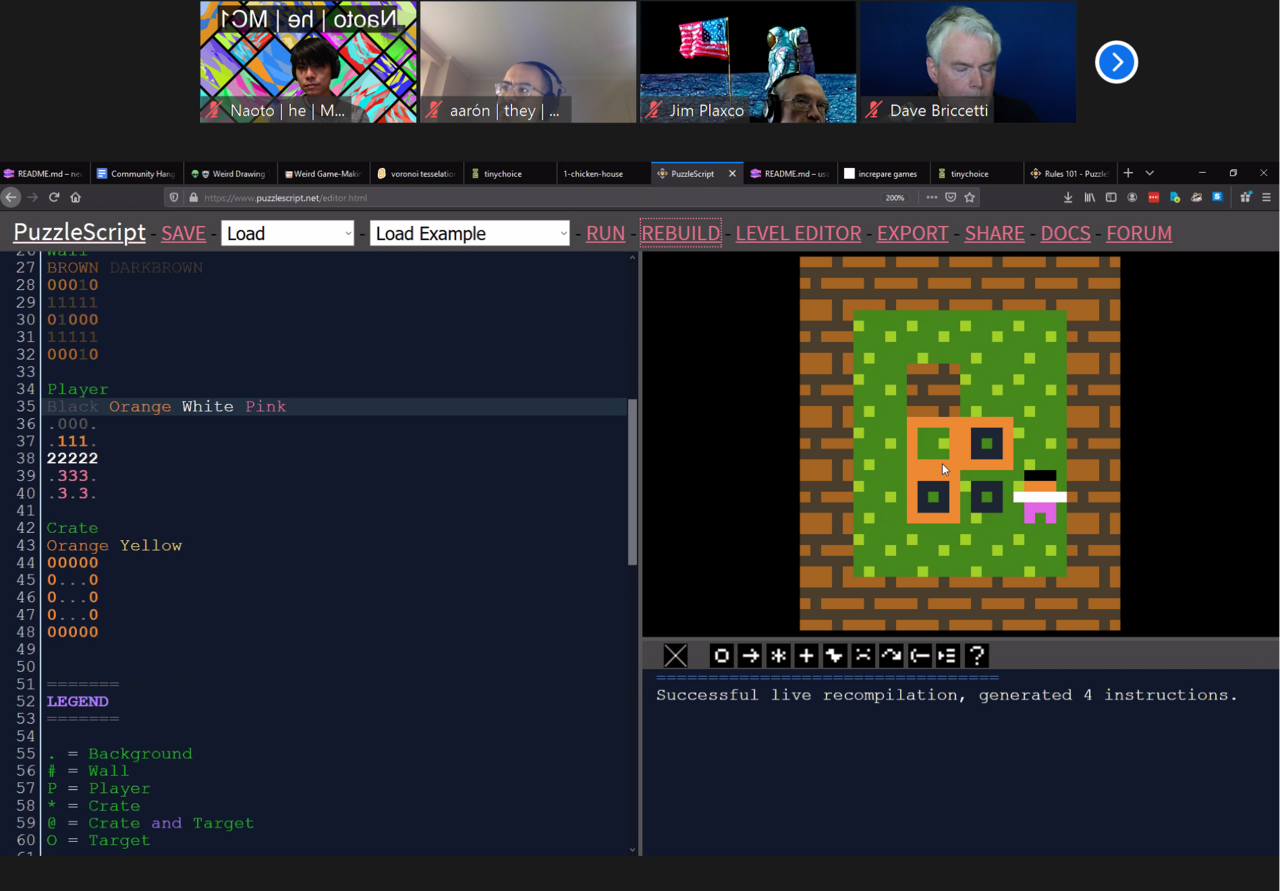 Naoto | he | MC1
Naoto | he | M...
aarón | they | ...
Jim Plaxco
Dave Briccetti
README.md – ne
Community Hang
Weird Drawing
Weird Game-Makin
voronoi tesselatio
tinychoice
1-chicken-house
PuzzleScript
README.md – us
increpare games
tinychoice
Rules 101 - Puzzle
https://www.puzzlescript.net/editor.html
200%
PuzzleScript - SAVE - Load - Load Example - RUN - REBUILD - LEVEL EDITOR - EXPORT - SHARE - DOCS - FORUM
26 Wall
27 BROWN DARKBROWN
28 00010
29 11111
30 01000
31 11111
32 00010
33
34 Player
35 Black Orange White Pink
36 .000.
37 .111.
38 22222
39 .333.
40 .3.3.
41
42 Crate
43 Orange Yellow
44 00000
45 0...0
46 0...0
47 0...0
48 00000
49
50
51 =======
52 LEGEND
53 =======
54
55 . = Background
56 # = Wall
57 P = Player
58 * = Crate
59 @ = Crate and Target
60 O = Target
61
=================================
Successful live recompilation, generated 4 instructions.